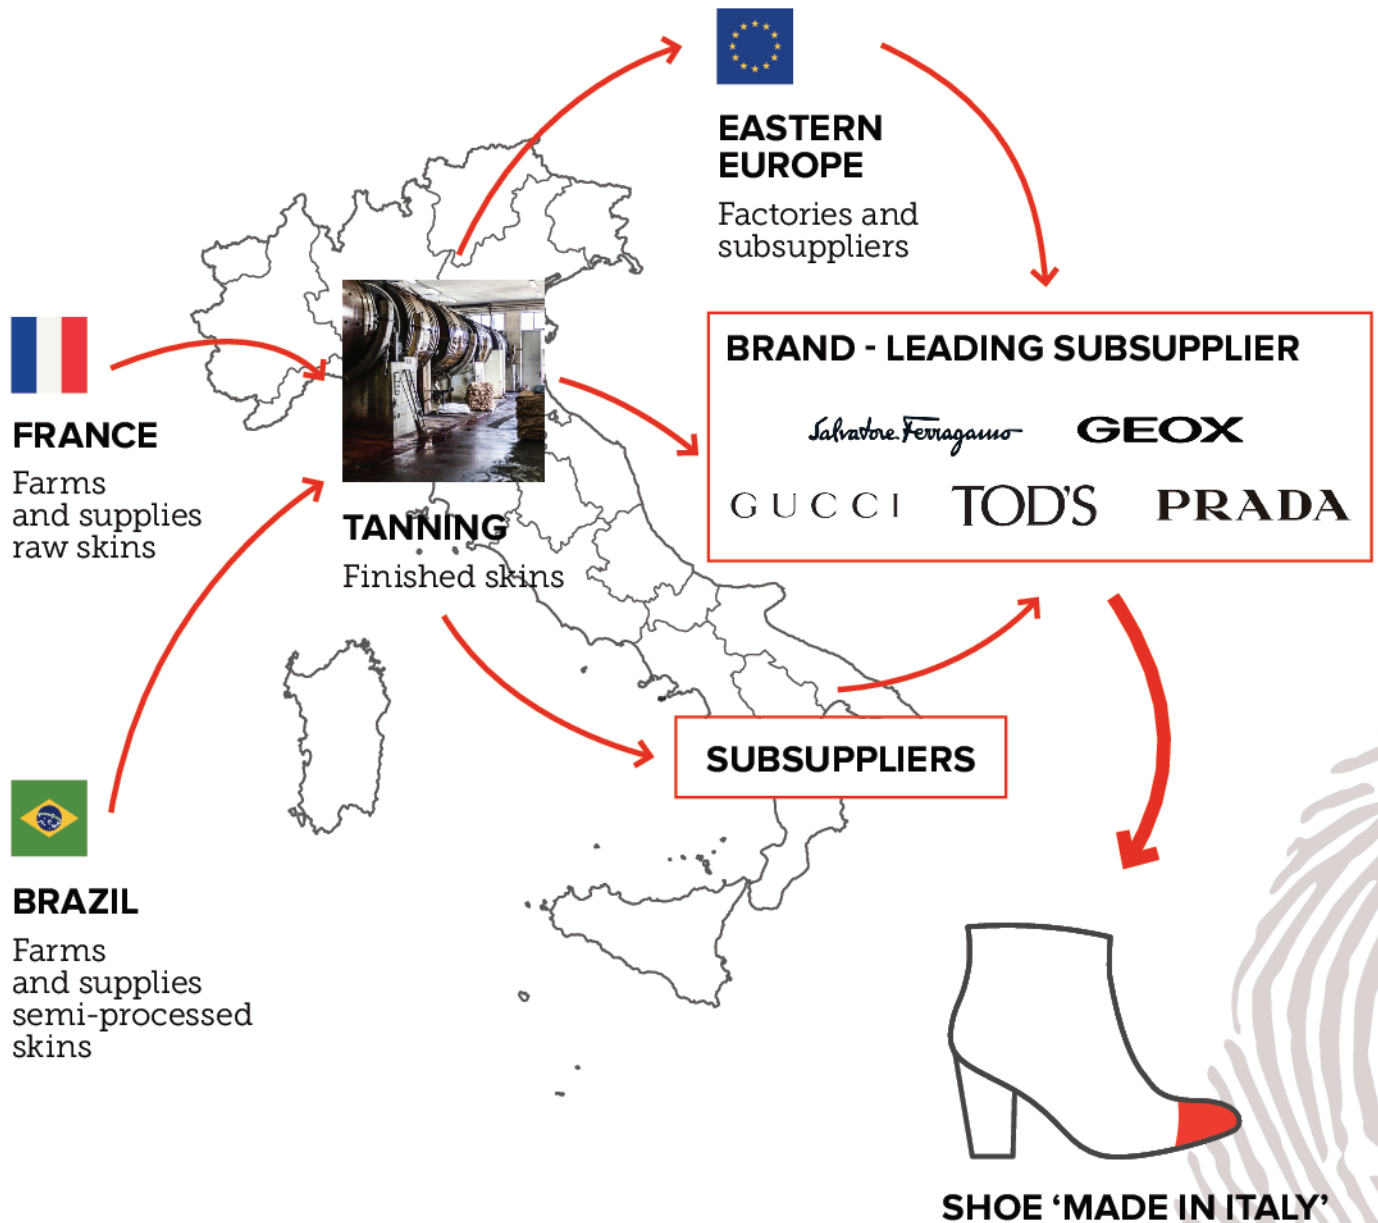 EASTERN
EUROPE
Factories and
subsuppliers
FRANCE
Farms
and supplies
raw skins
BRAND - LEADING SUBSUPPLIER
Salvatore Ferragamo
GEOX
GUCCI
TOD'S
PRADA
TANNING
Finished skins
SUBSUPPLIERS
BRAZIL
Farms
and supplies
semi-processed
skins
SHOE ‘MADE IN ITALY’